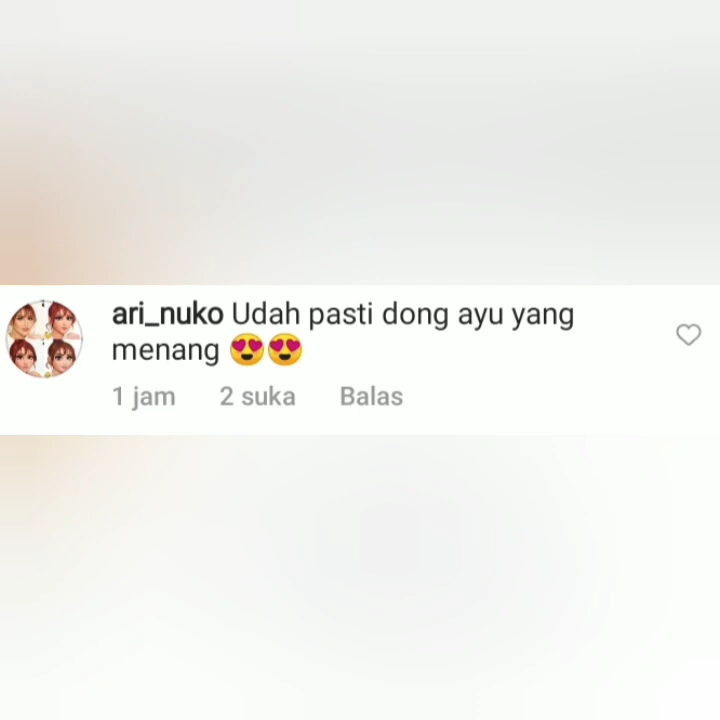 ari_nuko Udah pasti dong ayu yang
menang 😍😍
1 jam 2 suka Balas